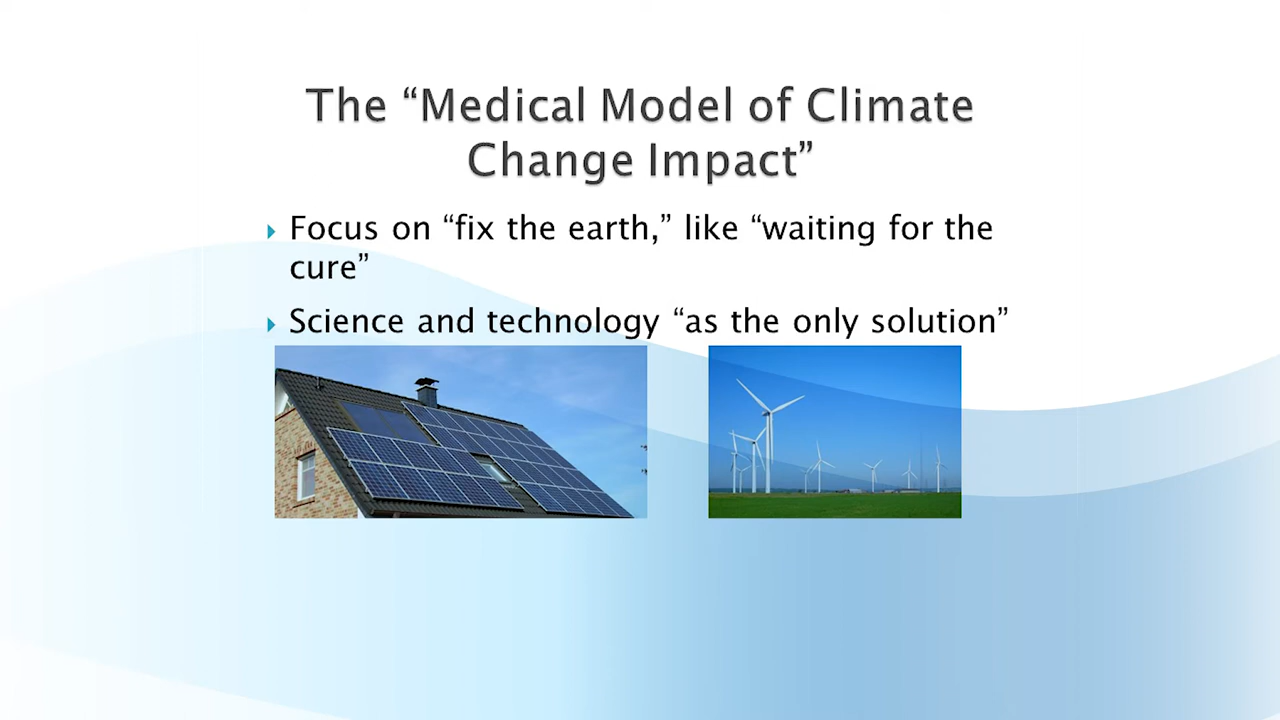 The “Medical Model of Climate
Change Impact”
Focus on “fix the earth,” like “waiting for the
cure”
Science and technology “as the only solution”